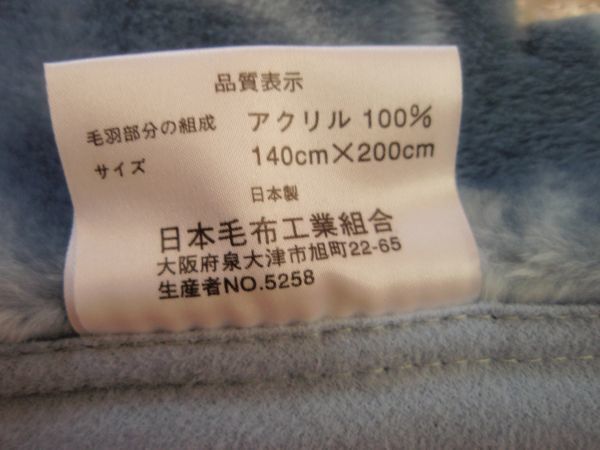 品質表示
毛羽部分の組成 アクリル 100%
サイズ 140cm×200cm
日本製
日本毛布工業組合
大阪府泉大津市旭町22-65
生産者NO.5258